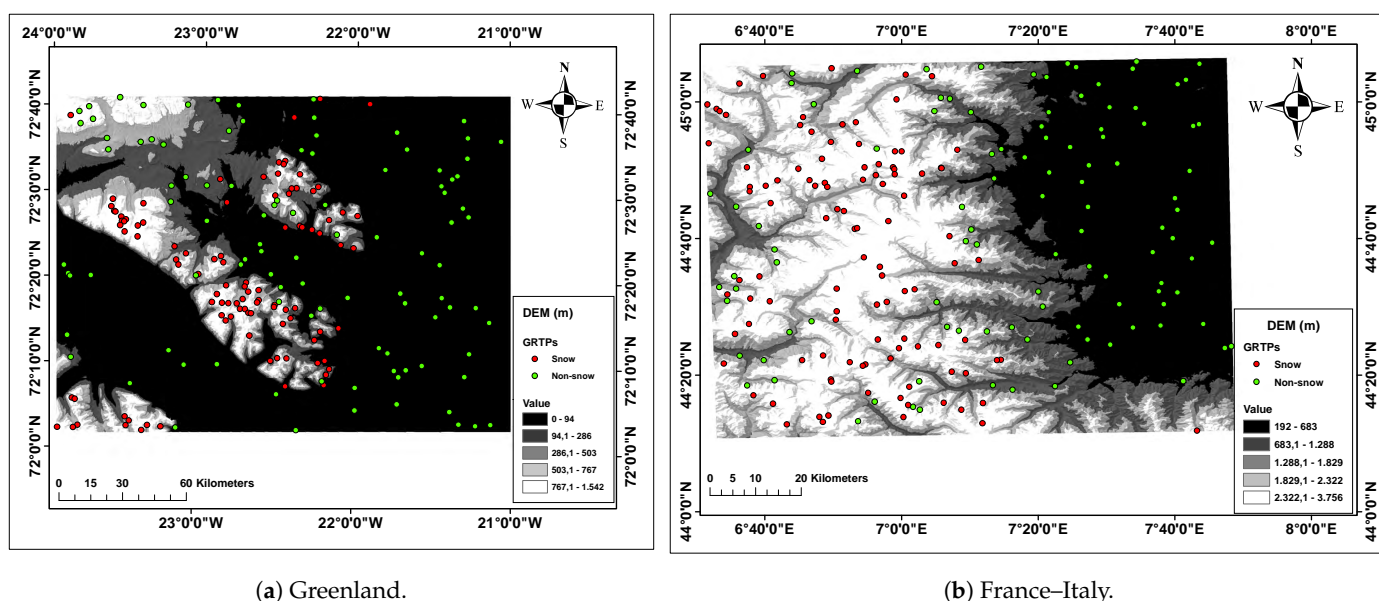 24°0'0"W 23°0'0"W 22°0'0"W 21°0'0"W
72°40'0"N
72°30'0"N
72°20'0"N
72°10'0"N
72°0'0"N
N
W E
S
72°40'0"N
72°30'0"N
72°20'0"N
72°10'0"N
72°0'0"N
DEM (m)
GRTPs
Snow
Non-snow
Value
0 - 94
94,1 - 286
286,1 - 503
503,1 - 767
767,1 - 1.542
0 15 30 60 Kilometers
23°0'0"W 22°0'0"W 21°0'0"W
(a) Greenland.
6°40'0"E 7°0'0"E 7°20'0"E 7°40'0"E 8°0'0"E
45°0'0"N
44°40'0"N
44°20'0"N
44°0'0"N
N
W E
S
45°0'0"N
44°40'0"N
44°20'0"N
44°0'0"N
DEM (m)
GRTPs
Snow
Non-snow
Value
192 - 683
683,1 - 1.288
1.288,1 - 1.829
1.829,1 - 2.322
2.322,1 - 3.756
0 5 10 20 Kilometers
6°40'0"E 7°0'0"E 7°20'0"E 7°40'0"E 8°0'0"E
(b) France–Italy.